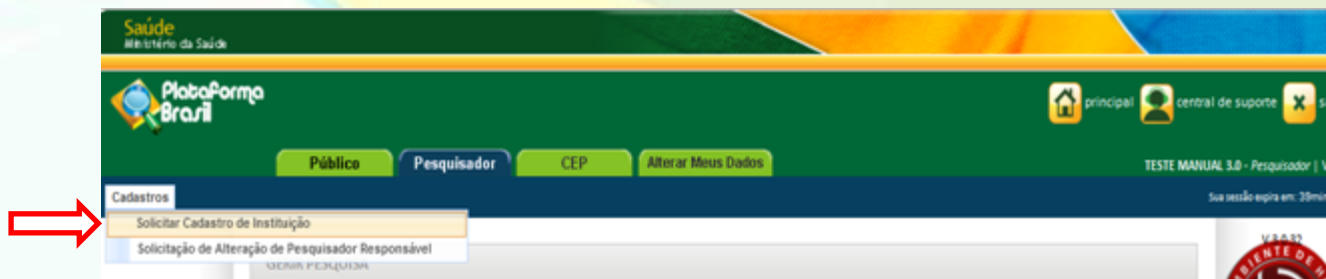 Saúde
Ministério da Saúde
Plataforma
Brasil
principal central de suporte
Público Pesquisador CEP Alterar Meus Dados
TESTE MANUAL 3.0 - Pesquisador |
Cadastros
Sua sessão expira em: 39min
Solicitar Cadastro de Instituição
Solicitação de Alteração de Pesquisador Responsável
GERIR PESQUISA